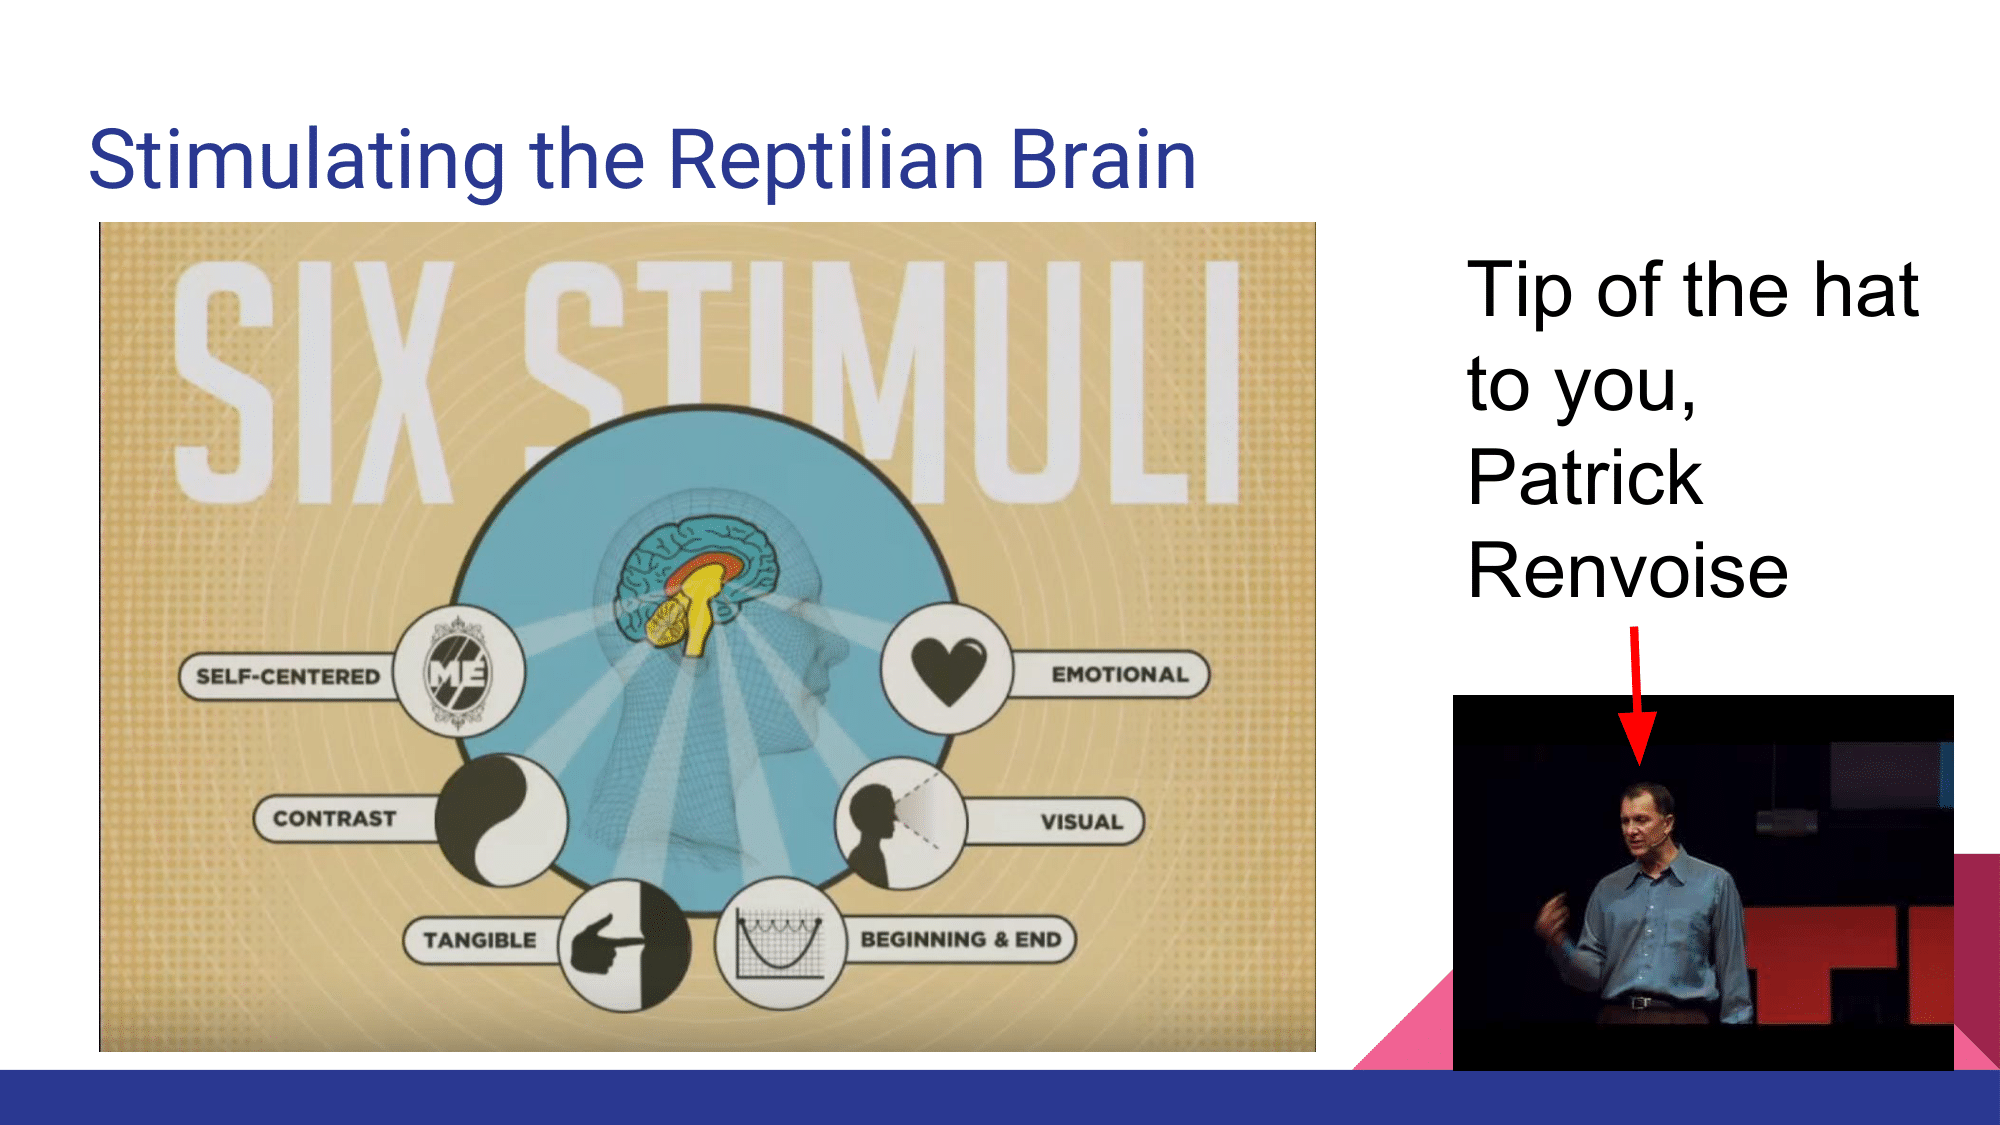 Stimulating the Reptilian Brain
SIX STIMULI
SELF-CENTERED
ME
EMOTIONAL
CONTRAST
VISUAL
TANGIBLE
BEGINNING & END
Tip of the hat
to you,
Patrick
Renvoise